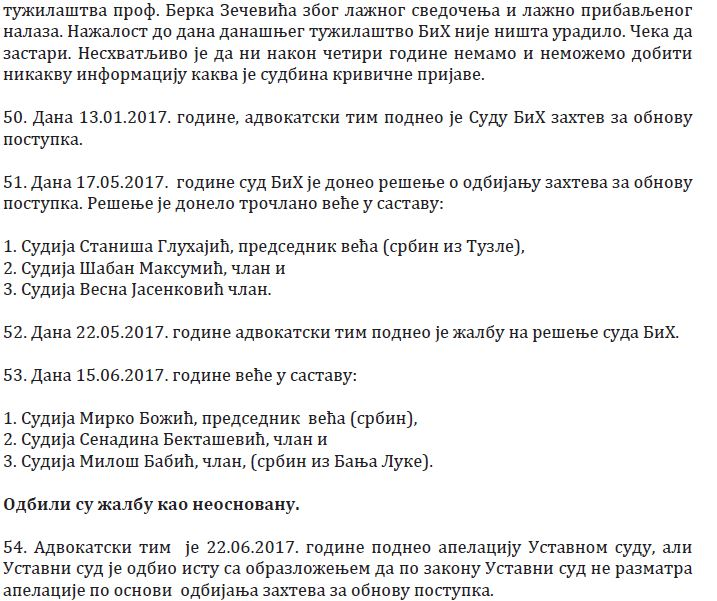 тужилаштва проф. Берка Зечевића због лажног сведочења и лажно прибављеног
налаза. Нажалост до дана данашњег тужилаштво БиХ није ништа урадило. Чека да
застари. Несхватљиво је да ни након четири године немамо и неможемо добити
никакву информацију каква је судбина кривичне пријаве.
50. Дана 13.01.2017. године, адвокатски тим поднео је Суду БиХ захтев за обнову
поступка.
51. Дана 17.05.2017. године суд БиХ је донео решење о одбијању захтева за обнову
поступка. Решење је донело трочлано веће у саставу:
1. Судија Станиша Глухајић, председник већа (србин из Тузле),
2. Судија Шабан Максумић, члан и
3. Судија Весна Јасенковић члан.
52. Дана 22.05.2017. године адвокатски тим поднео је жалбу на решење суда БиХ.
53. Дана 15.06.2017. године веће у саставу:
1. Судија Мирко Божић, председник већа (србин),
2. Судија Сенадина Бекташевић, члан и
3. Судија Милош Бабић, члан, (србин из Бања Луке).
Одбили су жалбу као неосновану.
54. Адвокатски тим је 22.06.2017. године поднео апелацију Уставном суду, али
Уставни суд је одбио исту са образложењем да по закону Уставни суд не разматра
апелације по основи одбијања захтева за обнову поступка.